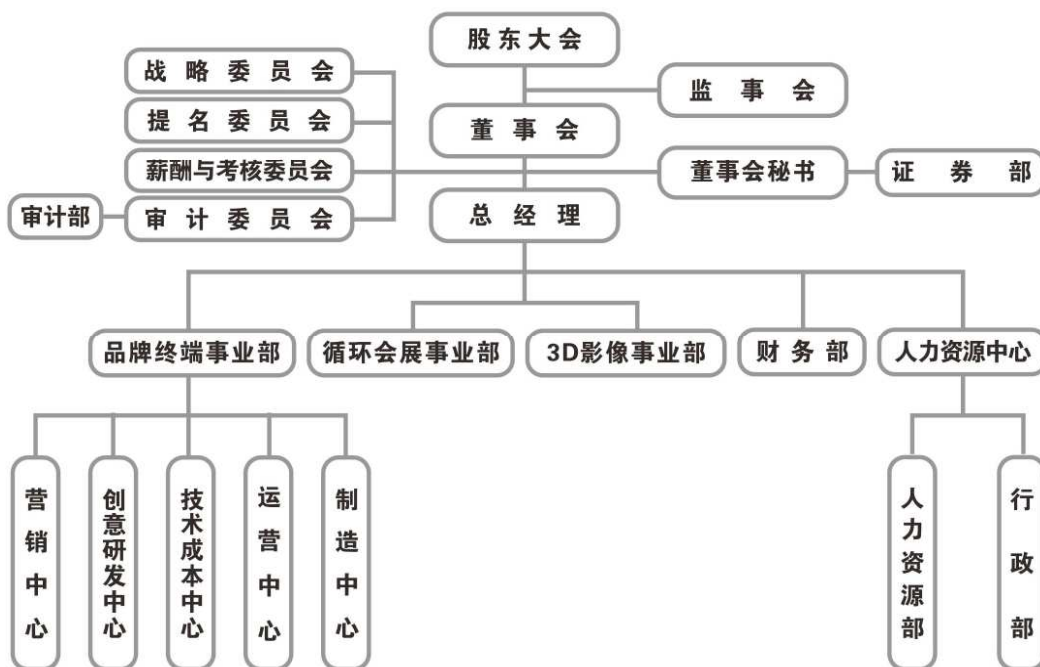 股东大会
战略委员会
监事会
提名委员会
董事会
薪酬与考核委员会
董事会秘书
证券部
审计部
审计委员会
总经理
品牌终端事业部
循环会展事业部
3D影像事业部
财务部
人力资源中心
营销中心
创意研发中心
技术成本中心
运营中心
制造中心
人力资源部
行政部